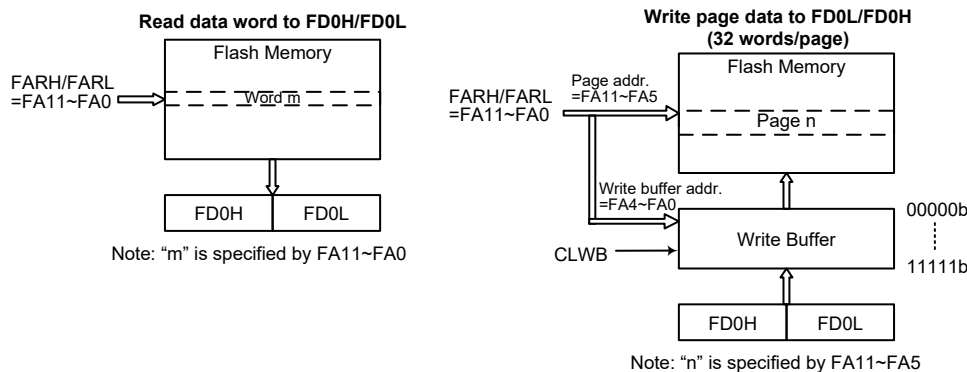 Read data word to FD0H/FD0L
Flash Memory
FARH/FARL
=FA11~FA0
Word m
FD0H
FD0L
Note: “m” is specified by FA11~FA0
Write page data to FD0L/FD0H
(32 words/page)
Flash Memory
Page addr.
=FA11~FA5
FARH/FARL
=FA11~FA0
Page n
Write buffer addr.
=FA4~FA0
Write Buffer
00000b
11111b
CLWB
FD0H
FD0L
Note: “n” is specified by FA11~FA5